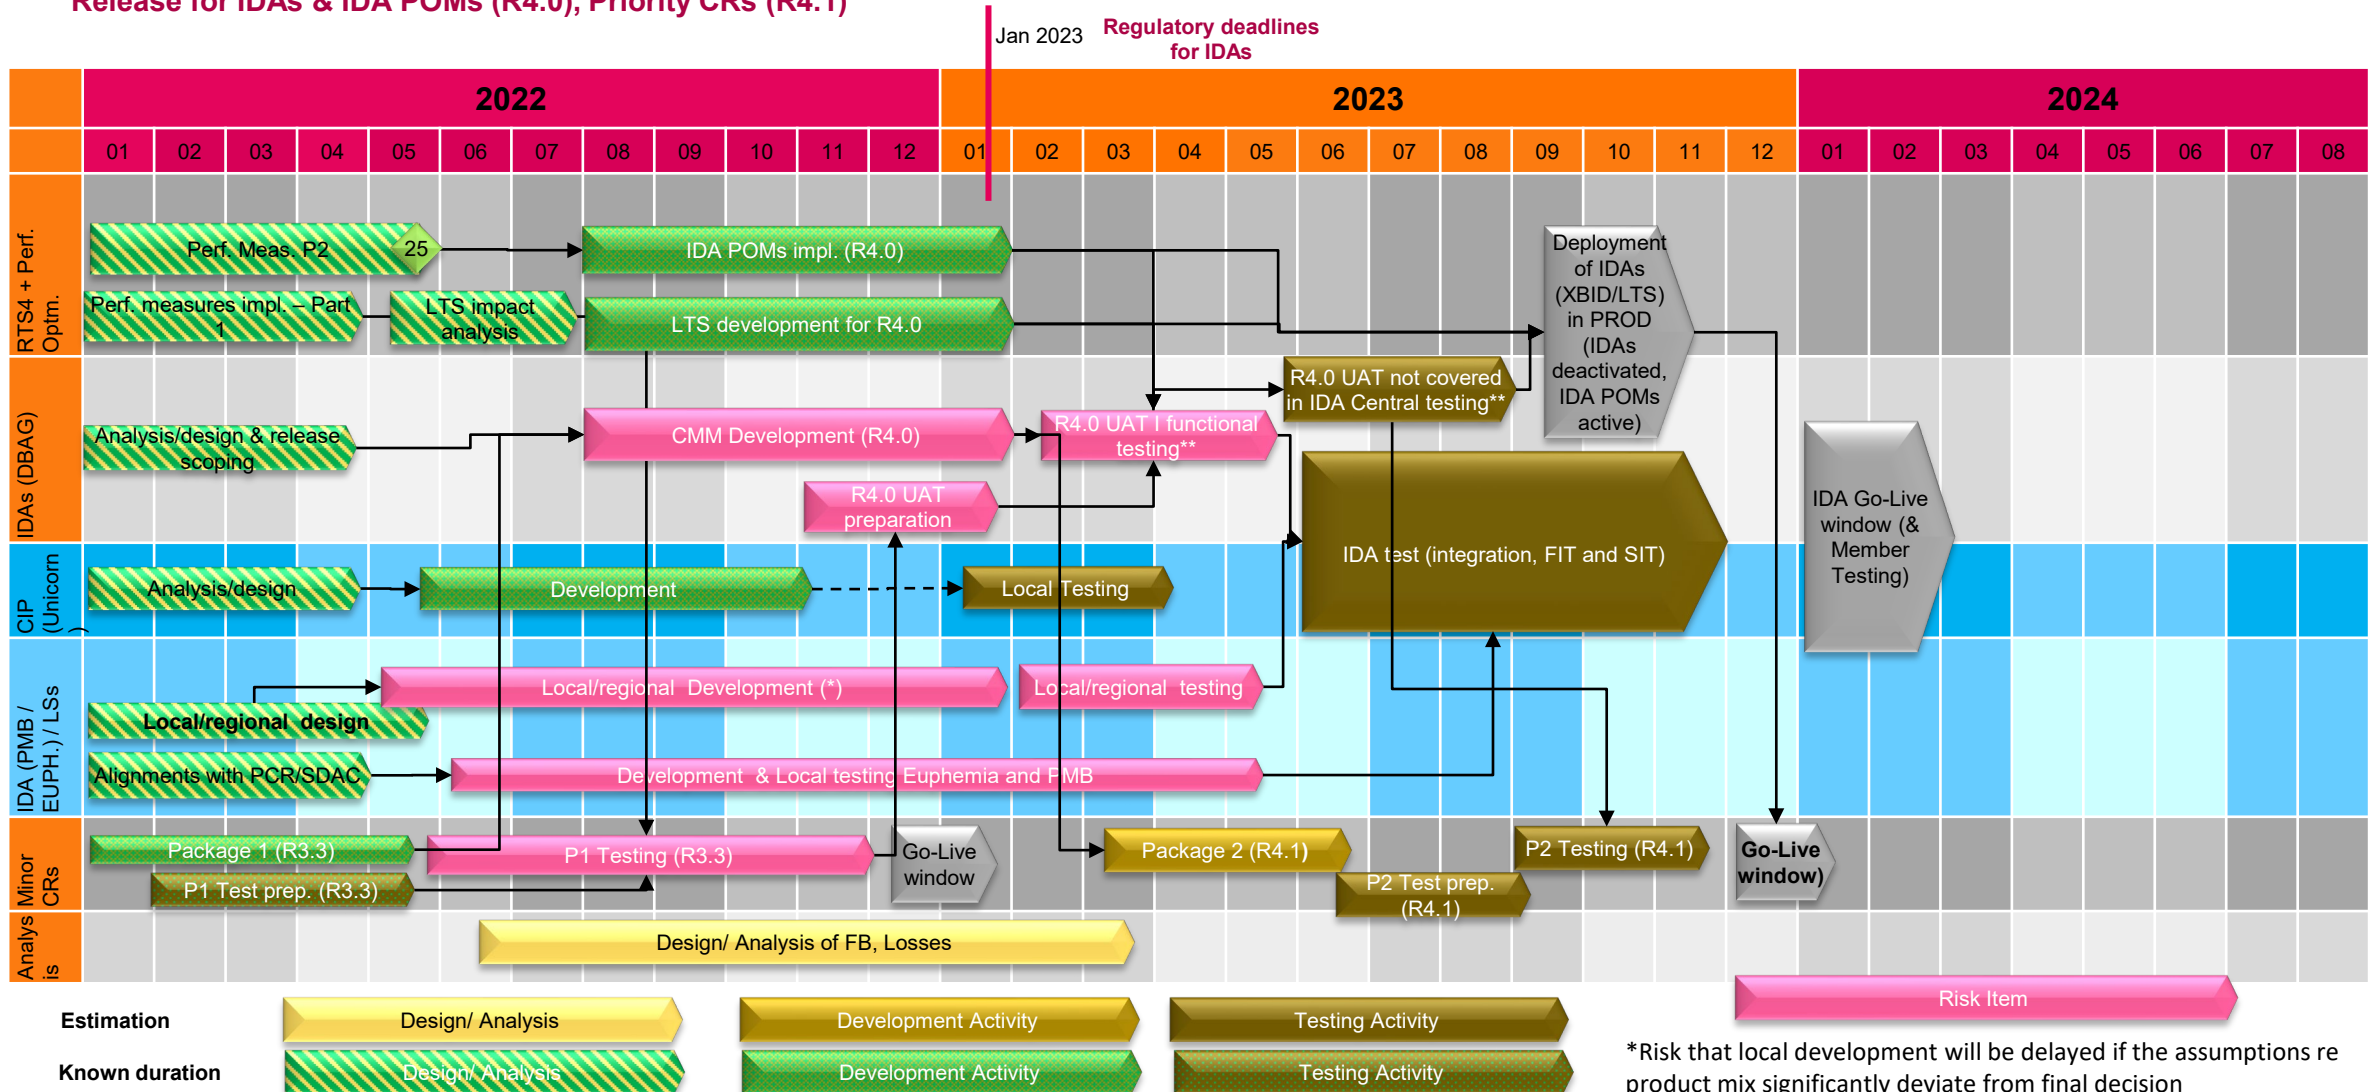 Release for IDAs & IDA POMs (R4.0), Priority CRs (R4.1)
Jan 2023
Regulatory deadlines
for IDAs
2022
2023
2024
01 02 03 04 05 06 07 08 09 10 11 12 01 02 03 04 05 06 07 08 09 10 11 12 01 02 03 04 05 06 07 08
RTS4 + Perf.
Optm.
Perf. Meas. P2
25
IDA POMs impl. (R4.0)
Perf. measures impl. – Part
1
LTS impact
analysis
LTS development for R4.0
Deployment
of IDAs
(XBID/LTS)
in PROD
(IDAs
deactivated,
IDA POMs
active)
IDAs (DBAG)
Analysis/design & release
scoping
CMM Development (R4.0)
R4.0 UAT I functional
testing**
R4.0 UAT not covered
in IDA Central testing**
R4.0 UAT
preparation
IDA test (integration, FIT and SIT)
IDA Go-Live
window (&
Member
Testing)
CIP
(Unicorn
)
Analysis/design
Development
Local Testing
IDA (PMB /
EUPH.) / LSs
Local/regional Development (*)
Local/regional testing
Local/regional design
Alignments with PCR/SDAC
Development & Local testing Euphemia and PMB
Minor
CRs
Package 1 (R3.3)
P1 Testing (R3.3)
P1 Test prep. (R3.3)
Go-Live
window
Package 2 (R4.1)
P2 Test prep.
(R4.1)
P2 Testing (R4.1)
Go-Live
window)
Analys
is
Design/ Analysis of FB, Losses
Risk Item
Estimation
Design/ Analysis
Development Activity
Testing Activity
Known duration
Design/ Analysis
Development Activity
Testing Activity
*Risk that local development will be delayed if the assumptions re
product mix significantly deviate from final decision